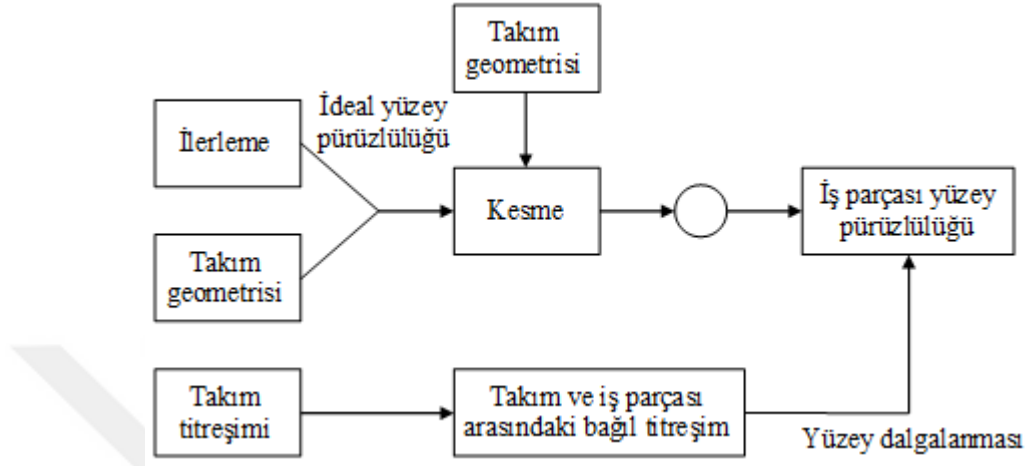 Takım
geometrisi
İdeal yüzey
pürüzlülüğü
İlerleme
Kesme
İş parçası yüzey
pürüzlülüğü
Takım
geometrisi
Takım
titreşimi
Takım ve iş parçası
arasındaki bağıl titreşim
Yüzey dalgalanması